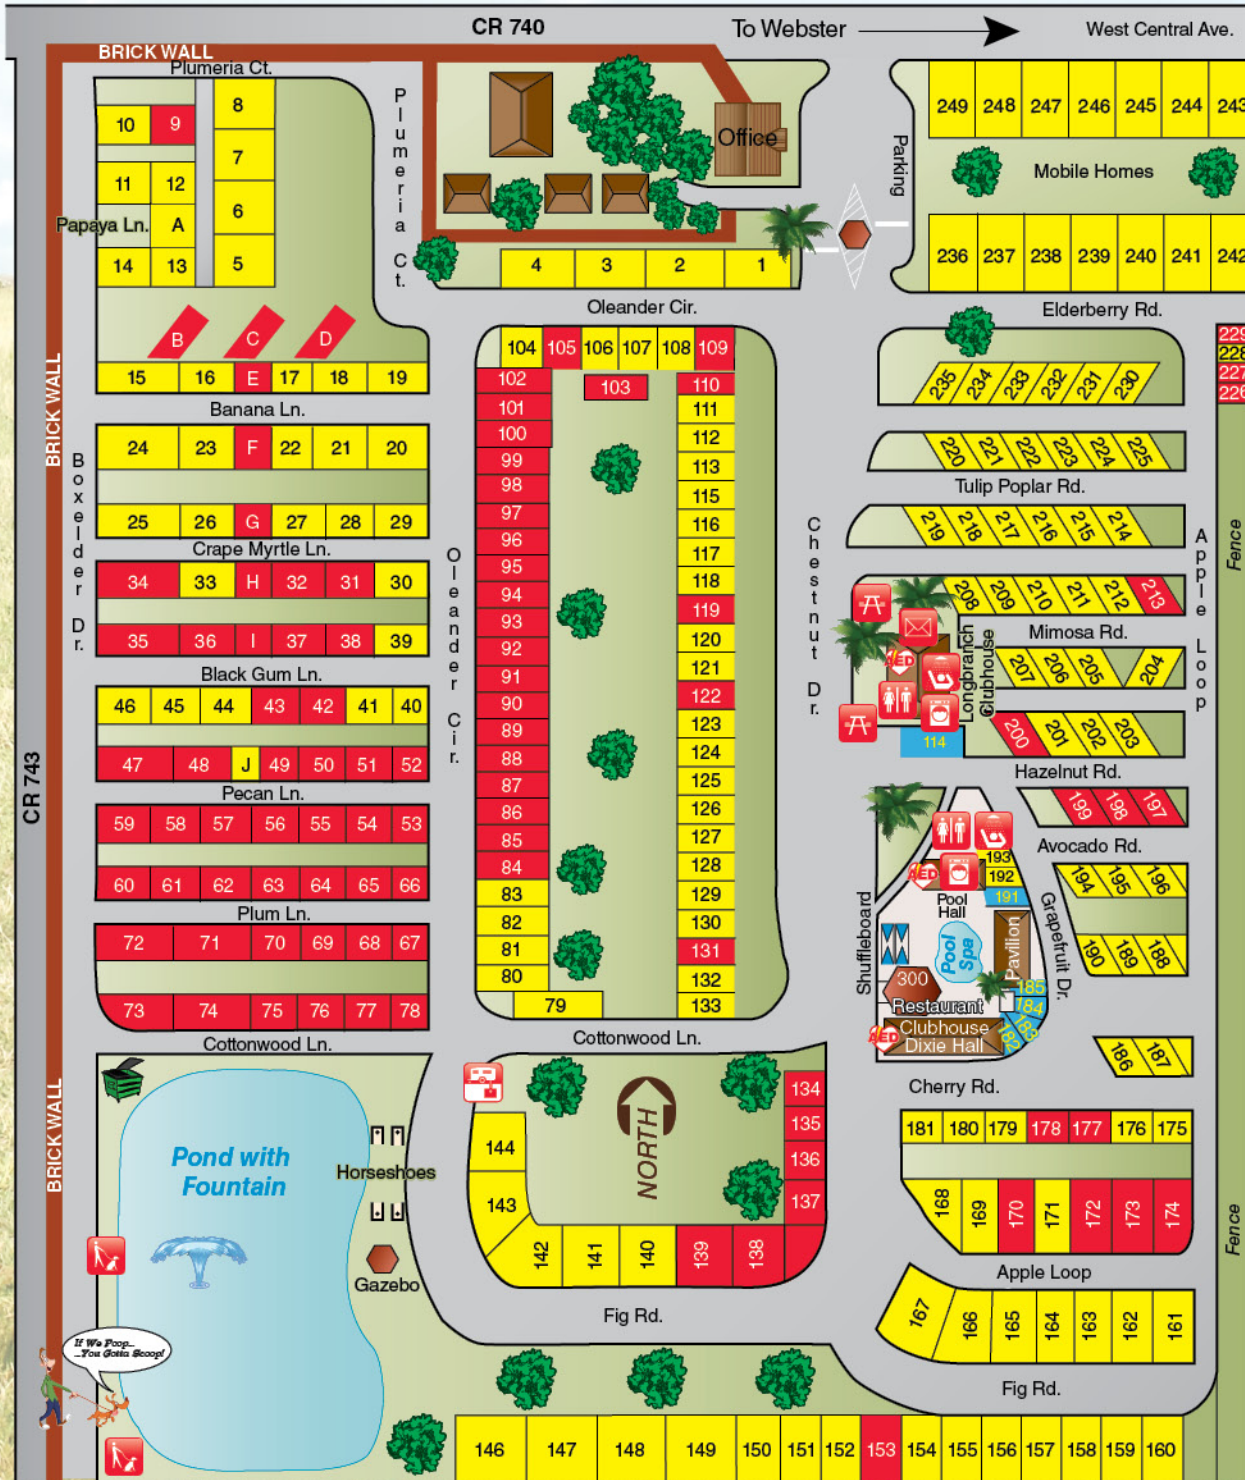 CR 740
To Webster
West Central Ave.
BRICK WALL
Plumeria Ct.
8
10 9
7
11 12
6
Papaya Ln. A
14 13 5
Plumeria Ct.
Office
4 3 2 1
Parking
249 248 247 246 245 244 243
Mobile Homes
236 237 238 239 240 241 242
Oleander Cir.
Elderberry Rd.
B C D
15 16 E 17 18 19
Banana Ln.
24 23 F 22 21 20
25 26 G 27 28 29
Crape Myrtle Ln.
34 33 H 32 31 30
35 36 I 37 38 39
Black Gum Ln.
46 45 44 43 42 41 40
47 48 J 49 50 51 52
Pecan Ln.
59 58 57 56 55 54 53
60 61 62 63 64 65 66
Plum Ln.
72 71 70 69 68 67
73 74 75 76 77 78
Cottonwood Ln.
BRICK WALL
Boxelder Dr.
CR 743
BRICK WALL
104 105 106 107 108 109
102 103 110
101 111
100 112
99 113
98 115
97 116
96 117
95 118
94 119
93 120
92 121
91 122
90 123
89 124
88 125
87 126
86 127
85 128
84 129
83 130
82 131
81 132
80 133
79
Oleander Cir.
Cottonwood Ln.
Chestnut Dr.
229
228
227
226
235 234 233 232 231 230
220 221 222 223 224 225
Tulip Poplar Rd.
219 218 217 216 215 214
208 209 210 211 212 213
Mimosa Rd.
207 206 205 204
Longbranch
Clubhouse
AED
114
200 201 202 203
Hazelnut Rd.
199 198 197
Avocado Rd.
194 195 196
190 189 188
Apple Loop
Fence
193
192
191
AED
Pool
Hall
Shuffleboard
Pool
Spa
Pavilion
Grapefruit Dr.
300
Restaurant
185
184
183
182
AED
Clubhouse
Dixie Hall
186 187
Cherry Rd.
181 180 179 178 177 176 175
168 169 170 171 172 173 174
Apple Loop
167 166 165 164 163 162 161
Fig Rd.
Fence
134
135
136
137
144
143
142 141 140 139 138
NORTH
Fig Rd.
Pond with
Fountain
Horseshoes
Gazebo
If We Poop...
...You Gotta Scoop!
146 147 148 149 150 151 152 153 154 155 156 157 158 159 160